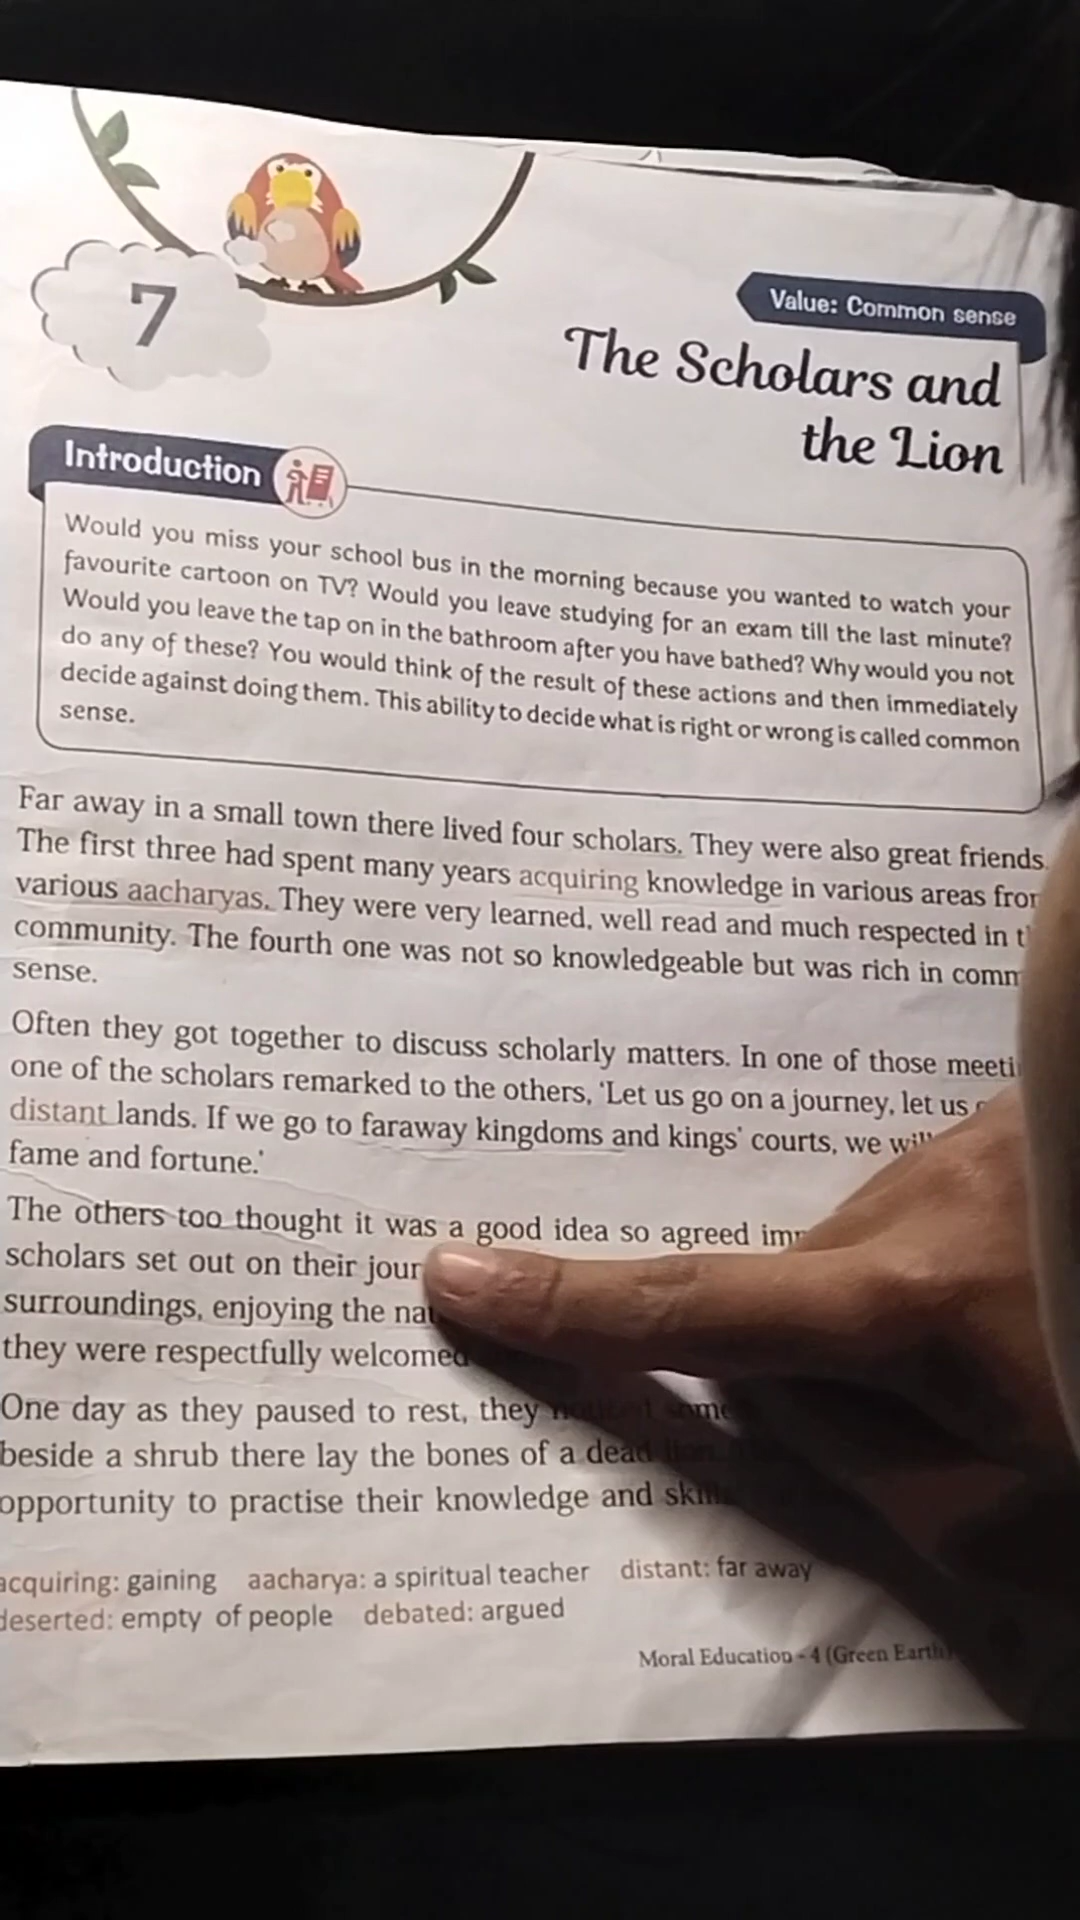 7
Value: Common sense
The Scholars and
the Lion
Introduction
Would you miss your school bus in the morning because you wanted to watch your
favourite cartoon on TV? Would you leave studying for an exam till the last minute?
Would you leave the tap on in the bathroom after you have bathed? Why would you not
do any of these? You would think of the result of these actions and then immediately
decide against doing them. This ability to decide what is right or wrong is called common
sense.
Far away in a small town there lived four scholars. They were also great friends.
The first three had spent many years acquiring knowledge in various areas
various aacharyas. They were very learned, well read and much respected in
community. The fourth one was not so knowledgeable but was rich in
sense.
Often they got together to discuss scholarly matters. In one of those
one of the scholars remarked to the others, 'Let us go on a journey, let us
distant lands. If we go to faraway kingdoms and kings' courts, we
fame and fortune.'
The others too thought it was a good idea so agreed
scholars set out on their
surroundings, enjoying the
they were respectfully welcomed
One day as they paused to rest, they
beside a shrub there lay the bones of a dead
opportunity to practise their knowledge and
acquiring: gaining aacharya: a spiritual teacher distant: far away
deserted: empty of people debated: argued
Moral Education - 4 (Green Earth)